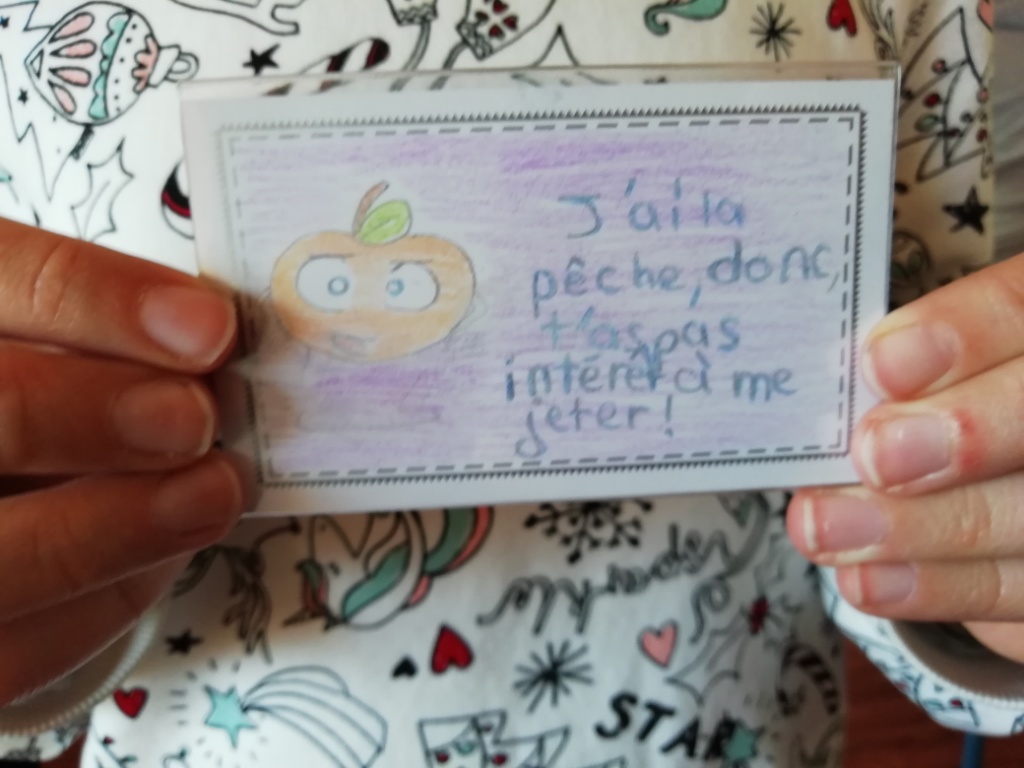 J'ai la
pêche, donc,
t'as pas
intérêt à me
jeter!
STAR